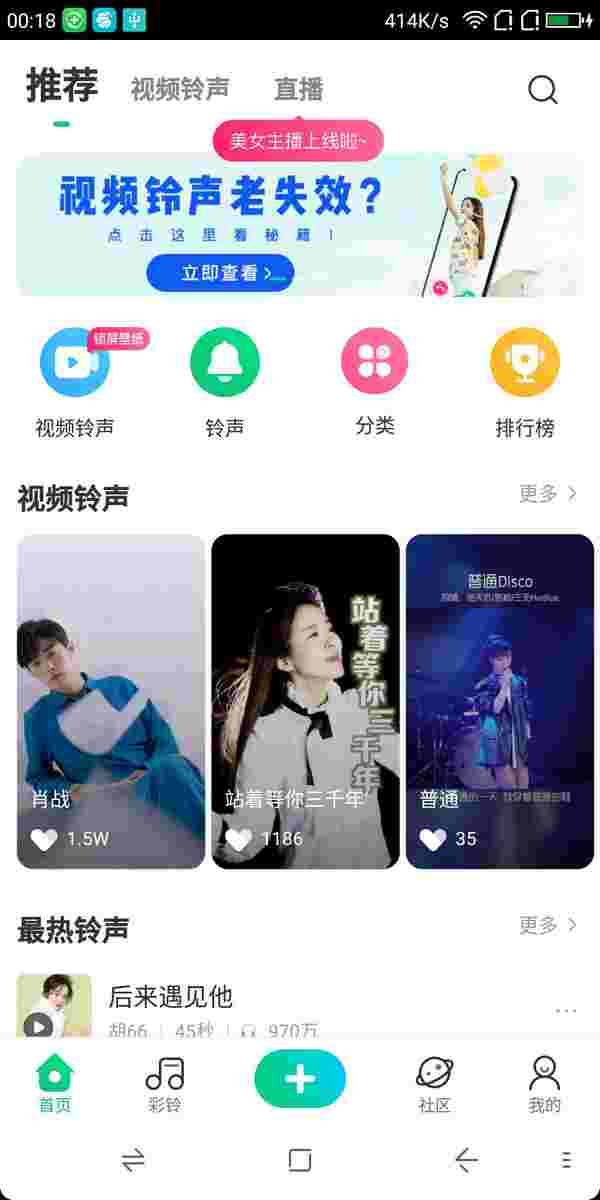 00:18
414K/s
推荐 视频铃声 直播
美女主播上线啦~
视频铃声老失效？
点击这里看秘籍！
立即查看
锁屏壁纸
视频铃声 铃声 分类 排行榜
视频铃声 更多
站着等你三千年
普通Disco
肖战 站着等你三千年 普通
1.5W 1186 35
最热铃声 更多
后来遇见他
胡66 45秒 970万
首页 彩铃 社区 我的